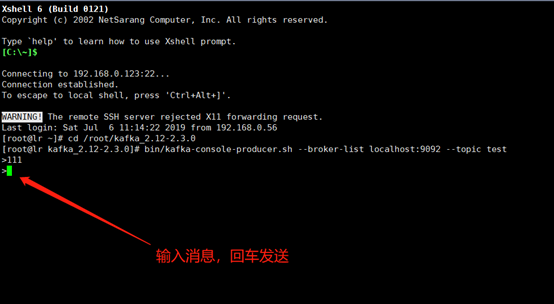 Xshell 6 (Build 0121)
Copyright (c) 2002 NetSarang Computer, Inc. All rights reserved.
Type `help' to learn how to use Xshell prompt.
[C:\~]$
Connecting to 192.168.0.123:22...
Connection established.
To escape to local shell, press 'Ctrl+Alt+]'.
WARNING! The remote SSH server rejected X11 forwarding request.
Last login: Sat Jul  6 11:14:22 2019 from 192.168.0.56
[root@lr ~]# cd /root/kafka_2.12-2.3.0
[root@lr kafka_2.12-2.3.0]# bin/kafka-console-producer.sh --broker-list localhost:9092 --topic test
>111
>
输入消息，回车发送